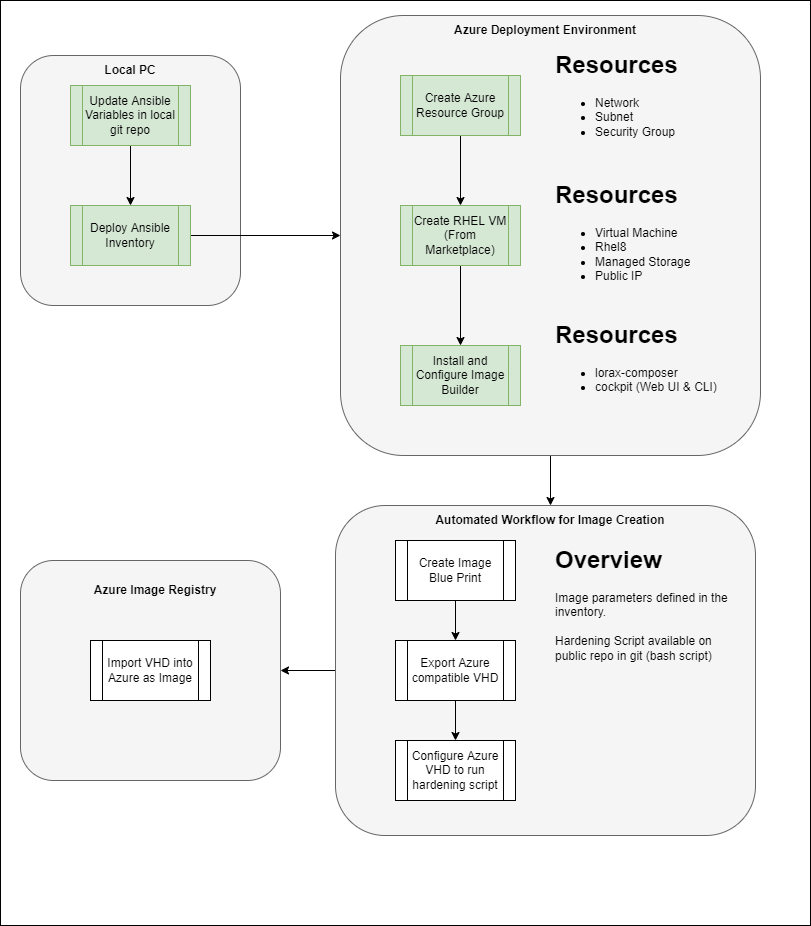 Local PC
Update Ansible
Variables in local
git repo
Deploy Ansible
Inventory
Azure Deployment Environment
Create Azure
Resource Group
Resources
Network
Subnet
Security Group
Create RHEL VM
(From
Marketplace)
Resources
Virtual Machine
Rhel8
Managed Storage
Public IP
Install and
Configure Image
Builder
Resources
lorax-composer
cockpit (Web UI & CLI)
Automated Workflow for Image Creation
Create Image
Blue Print
Export Azure
compatible VHD
Configure Azure
VHD to run
hardening script
Overview
Image parameters defined in the
inventory.
Hardening Script available on
public repo in git (bash script)
Azure Image Registry
Import VHD into
Azure as Image